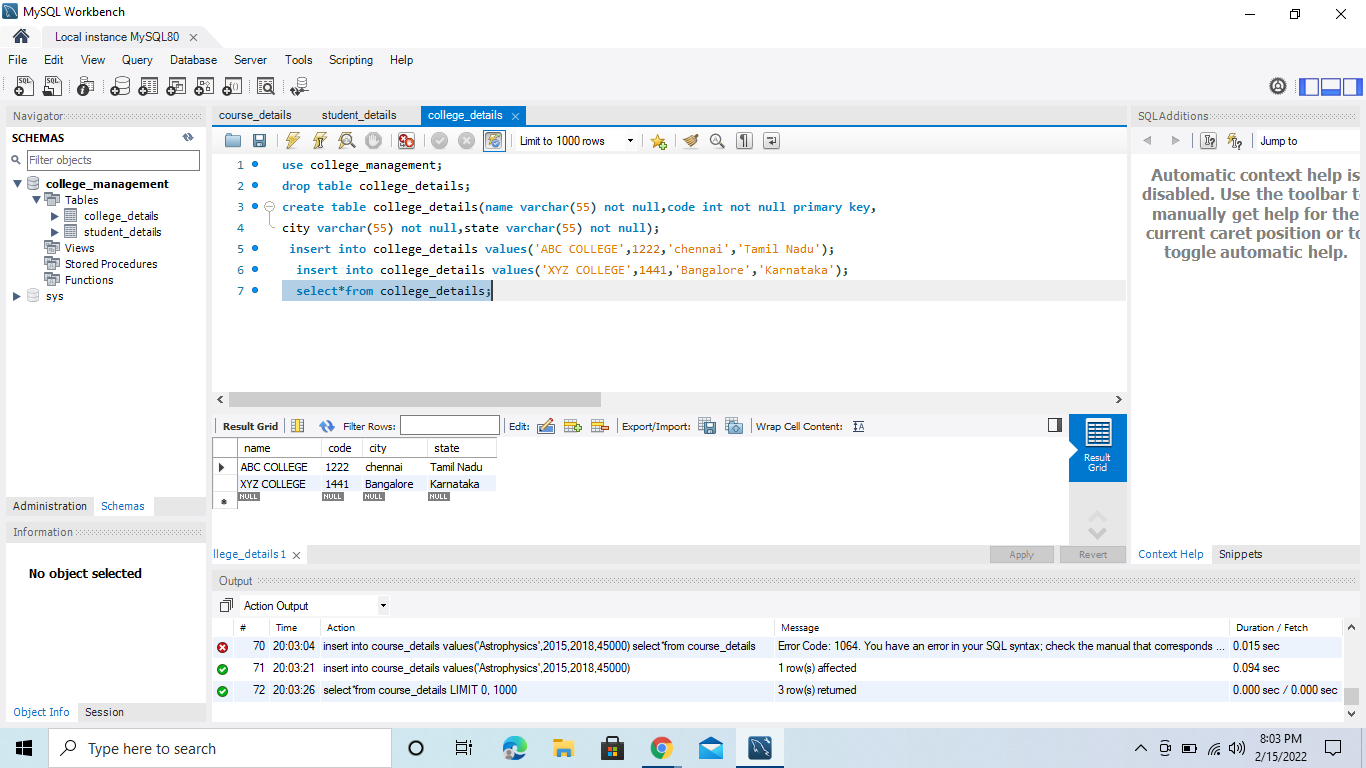 MySQL Workbench
Local instance MySQL80
File Edit View Query Database Server Tools Scripting Help
Navigator
SCHEMAS
Filter objects
college_management
Tables
college_details
student_details
Views
Stored Procedures
Functions
sys
Administration Schemas
Information
No object selected
Object Info Session
course_details student_details college_details
Limit to 1000 rows
1 use college_management;
2 drop table college_details;
3 create table college_details(name varchar(55) not null,code int not null primary key,
4 city varchar(55) not null,state varchar(55) not null);
5 insert into college_details values('ABC COLLEGE',1222,'chennai','Tamil Nadu');
6 insert into college_details values('XYZ COLLEGE',1441,'Bangalore','Karnataka');
7 select*from college_details;
Result Grid Filter Rows: Edit: Export/Import: Wrap Cell Content:
name code city state
ABC COLLEGE 1222 chennai Tamil Nadu
XYZ COLLEGE 1441 Bangalore Karnataka
NULL NULL NULL NULL
Result
Grid
llege_details 1
Apply Revert
SQLAdditions
Jump to
Automatic context help is
disabled. Use the toolbar t
manually get help for the
current caret position or to
toggle automatic help.
Context Help Snippets
Output
Action Output
# Time Action Message Duration / Fetch
70 20:03:04 insert into course_details values('Astrophysics',2015,2018,45000) select*from course_details Error Code: 1064. You have an error in your SQL syntax; check the manual that corresponds ... 0.015 sec
71 20:03:21 insert into course_details values('Astrophysics',2015,2018,45000) 1 row(s) affected 0.094 sec
72 20:03:26 select*from course_details LIMIT 0, 1000 3 row(s) returned 0.000 sec / 0.000 sec
Type here to search
8:03 PM
2/15/2022